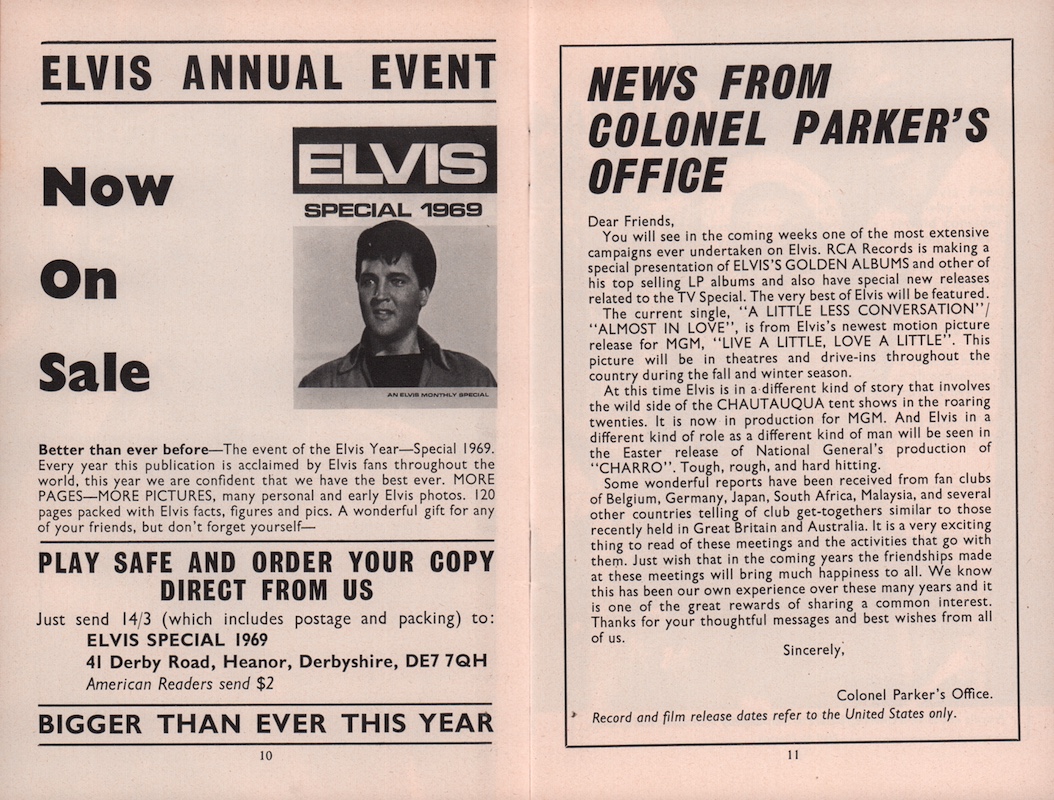 ELVIS ANNUAL EVENT
Now
On
Sale
ELVIS
SPECIAL 1969
AN ELVIS MONTHLY SPECIAL
Better than ever before—The event of the Elvis Year—Special 1969.
Every year this publication is acclaimed by Elvis fans throughout the
world, this year we are confident that we have the best ever. MORE
PAGES—MORE PICTURES, many personal and early Elvis photos. 120
pages packed with Elvis facts, figures and pics. A wonderful gift for any
of your friends, but don't forget yourself—
PLAY SAFE AND ORDER YOUR COPY
DIRECT FROM US
Just send 14/3 (which includes postage and packing) to:
ELVIS SPECIAL 1969
41 Derby Road, Heanor, Derbyshire, DE7 7QH
American Readers send $2
BIGGER THAN EVER THIS YEAR
10
NEWS FROM
COLONEL PARKER'S
OFFICE
Dear Friends,
You will see in the coming weeks one of the most extensive
campaigns ever undertaken on Elvis. RCA Records is making a
special presentation of ELVIS'S GOLDEN ALBUMS and other of
his top selling LP albums and also have special new releases
related to the TV Special. The very best of Elvis will be featured.
The current single, "A LITTLE LESS CONVERSATION"/
"ALMOST IN LOVE", is from Elvis's newest motion picture
release for MGM, "LIVE A LITTLE, LOVE A LITTLE". This
picture will be in theatres and drive-ins throughout the
country during the fall and winter season.
At this time Elvis is in a different kind of story that involves
the wild side of the CHAUTAUQUA tent shows in the roaring
twenties. It is now in production for MGM. And Elvis in a
different kind of role as a different kind of man will be seen in
the Easter release of National General's production of
"CHARRO". Tough, rough, and hard hitting.
Some wonderful reports have been received from fan clubs
of Belgium, Germany, Japan, South Africa, Malaysia, and several
other countries telling of club get-togethers similar to those
recently held in Great Britain and Australia. It is a very exciting
thing to read of these meetings and the activities that go with
them. Just wish that in the coming years the friendships made
at these meetings will bring much happiness to all. We know
this has been our own experience over these many years and it
is one of the great rewards of sharing a common interest.
Thanks for your thoughtful messages and best wishes from all
of us.
Sincerely,
Colonel Parker's Office.
Record and film release dates refer to the United States only.
11